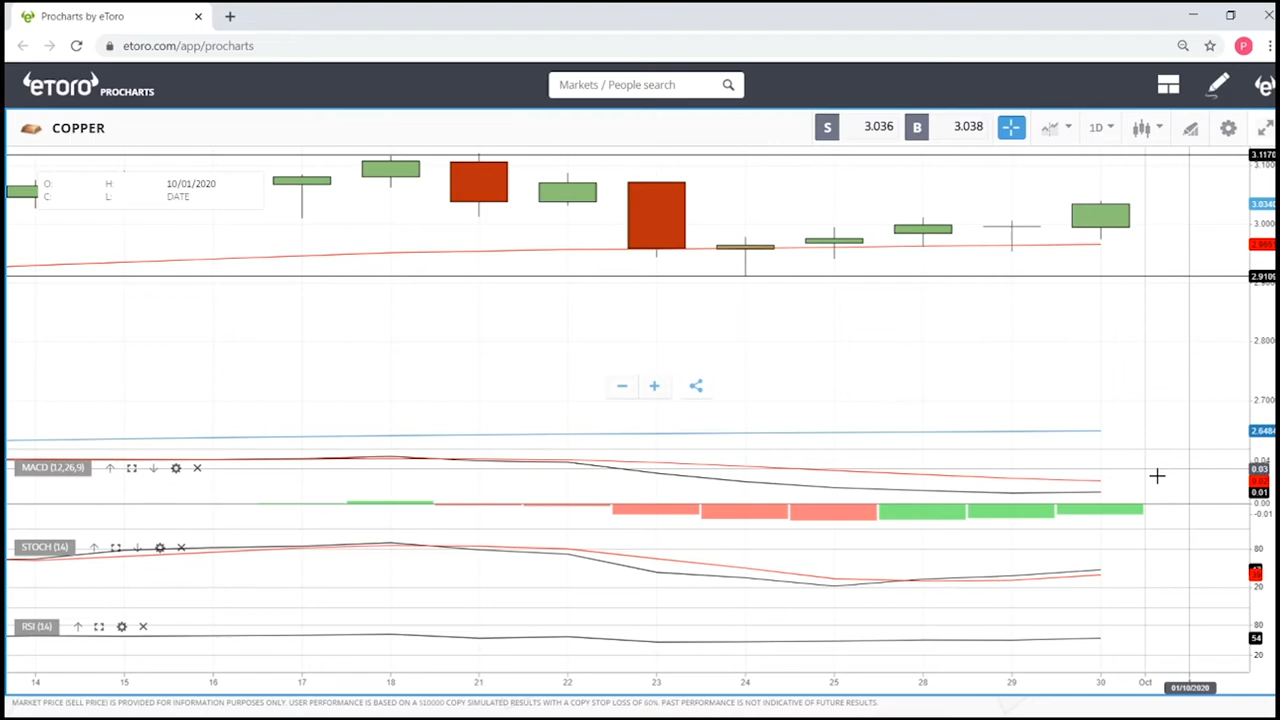 Procharts by eToro
etoro.com/app/procharts
P
eToro PROCHARTS
Markets / People search
COPPER
S 3.036 B 3.038
1D
3.1170
3.100
O: H: 10/01/2020
C: L: DATE
3.0340
3.000
2.9109
2.800
2.700
2.6484
MACD (12,26,9)
0.04
0.03
0.02
0.01
0.00
-0.01
STOCH (14)
80
20
RSI (14)
80
54
20
14 15 16 17 18 21 22 23 24 25 28 29 30 Oct
01/10/2020
MARKET PRICE (SELL PRICE) IS PROVIDED FOR INFORMATION PURPOSES ONLY. USER PERFORMANCE IS BASED ON A $10000 COPY SIMULATED RESULTS WITH A COPY STOP LOSS OF 60%. PAST PERFORMANCE IS NOT INDICATIVE OF FUTURE RESULTS.